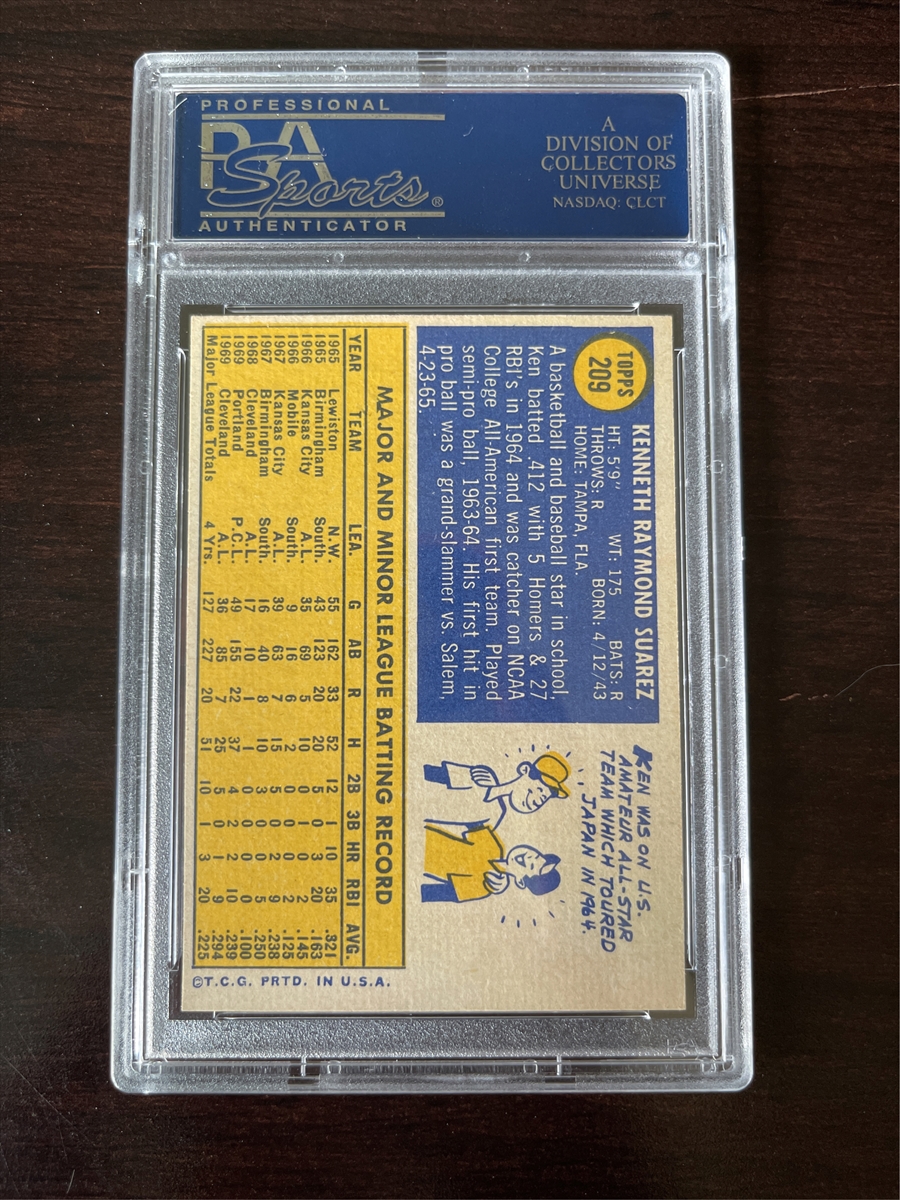 PROFESSIONAL
PSA
Sports®
AUTHENTICATOR
A
DIVISION OF
COLLECTORS
UNIVERSE
NASDAQ: CLCT
TOPPS
209
KENNETH RAYMOND SUAREZ
HT: 5'9" WT: 175 BATS: R
THROWS: R BORN: 4/12/43
HOME: TAMPA, FLA.
A basketball and baseball star in school,
Ken batted .412 with 5 Homers & 27
RBI's in 1964 and was catcher on NCAA
College All-American first team. Played
semi-pro ball, 1963-64. His first hit in
pro ball was a grand-slammer vs. Salem,
4-23-65.
KEN WAS ON U.S.
AMATEUR ALL-STAR
TEAM WHICH TOURED
JAPAN IN 1964.
MAJOR AND MINOR LEAGUE BATTING RECORD
YEAR TEAM LEA. G AB R H 2B 3B HR RBI AVG.
1965 Lewiston N.W. 55 162 33 52 12 1 10 35 .321
1965 Birmingham South. 43 123 20 20 5 0 3 20 .163
1966 Kansas City A.L. 35 69 5 10 0 1 0 2 .145
1966 Mobile South. 9 16 6 2 0 0 0 2 .125
1967 Kansas City A.L. 39 63 7 15 5 0 2 9 .238
1967 Birmingham South. 16 40 8 10 3 0 0 5 .250
1968 Cleveland A.L. 17 10 1 1 0 0 0 0 .100
1969 Portland P.C.L. 49 155 22 37 4 2 2 10 .239
1969 Cleveland A.L. 36 85 7 25 5 0 1 9 .294
Major League Totals 4 Yrs. 127 227 20 51 10 1 3 20 .225
©T.C.G. PRTD. IN U.S.A.